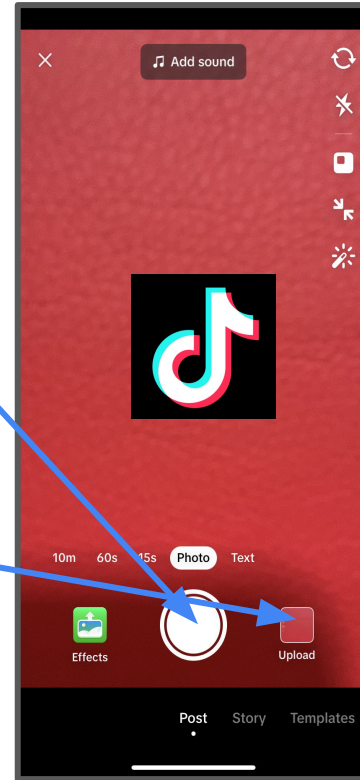 Add sound
10m 60s 15s Photo Text
Effects
Upload
Post Story Templates